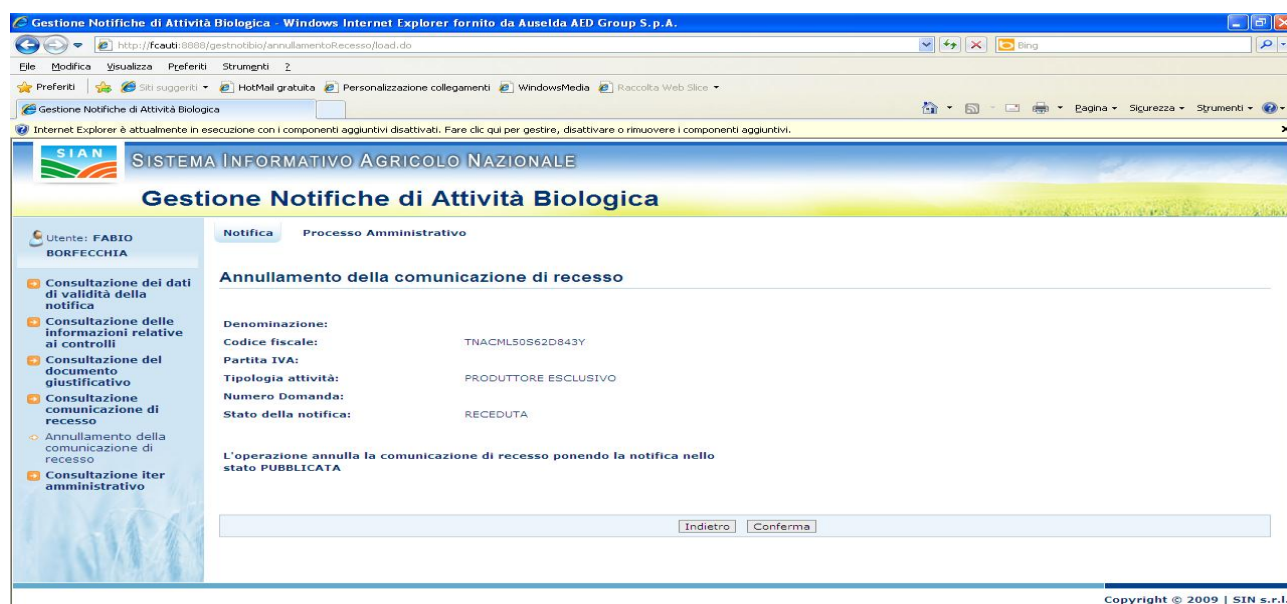 Gestione Notifiche di Attività Biologica - Windows Internet Explorer fornito da Auselda AED Group S.p.A.
http://fcauti:8888/gestnotibio/annullamentoRecesso/load.do
Bing
File Modifica Visualizza Preferiti Strumenti ?
Preferiti Siti suggeriti HotMail gratuita Personalizzazione collegamenti WindowsMedia Raccolta Web Slice
Gestione Notifiche di Attività Biologica
Pagina Sicurezza Strumenti
Internet Explorer è attualmente in esecuzione con i componenti aggiuntivi disattivati. Fare clic qui per gestire, disattivare o rimuovere i componenti aggiuntivi.
SIAN
SISTEMA INFORMATIVO AGRICOLO NAZIONALE
Gestione Notifiche di Attività Biologica
Utente: FABIO
BORFECCHIA
Consultazione dei dati
di validità della
notifica
Consultazione delle
informazioni relative
ai controlli
Consultazione del
documento
giustificativo
Consultazione
comunicazione di
recesso
Annullamento della
comunicazione di
recesso
Consultazione iter
amministrativo
Notifica Processo Amministrativo
Annullamento della comunicazione di recesso
Denominazione:
Codice fiscale: TNACML50S62D843Y
Partita IVA:
Tipologia attività: PRODUTTORE ESCLUSIVO
Numero Domanda:
Stato della notifica: RECEDUTA
L'operazione annulla la comunicazione di recesso ponendo la notifica nello
stato PUBBLICATA
Indietro Conferma
Copyright © 2009 | SIN s.r.l.